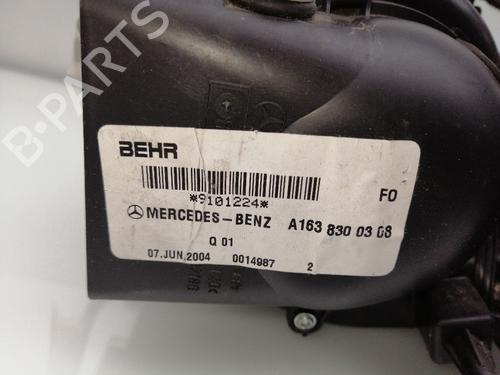 B-PARTS
BEHR
*9101224*
FO
MERCEDES-BENZ A163 830 03 08
Q 01
07.JUN.2004 0014987 2